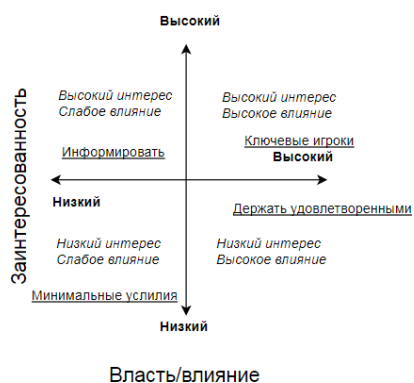 Высокий
Высокий интерес
Слабое влияние
Информировать
Высокий интерес
Высокое влияние
Ключевые игроки
Высокий
Заинтересованность
Низкий
Держать удовлетворенными
Низкий интерес
Слабое влияние
Минимальные услилия
Низкий интерес
Высокое влияние
Низкий
Власть/влияние